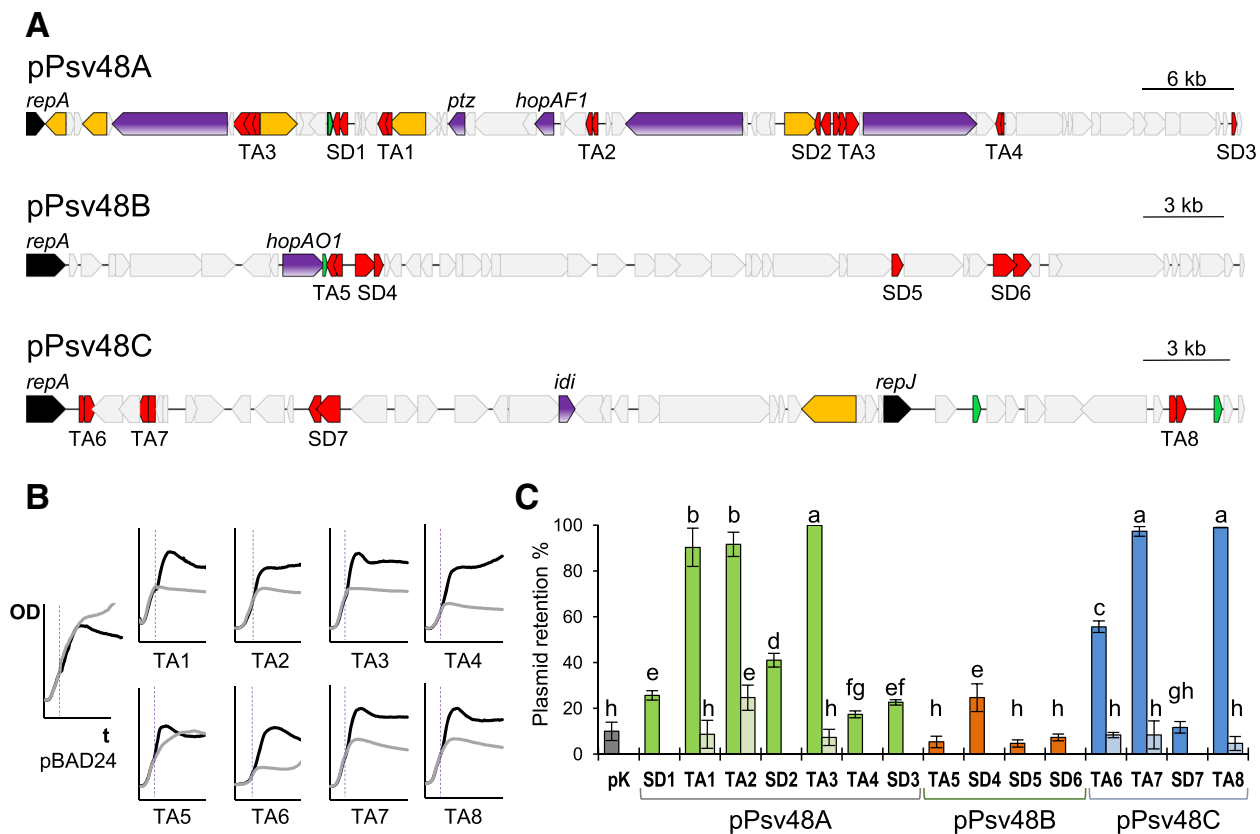 A
pPsv48A
6 kb
repA
ptz
hopAF1
TA3
SD1
TA1
TA2
SD2
TA3
TA4
SD3
pPsv48B
3 kb
repA
hopAO1
TA5
SD4
SD5
SD6
pPsv48C
3 kb
repA
idi
repJ
TA6
TA7
SD7
TA8
B
OD
t
pBAD24
TA1
TA2
TA3
TA4
TA5
TA6
TA7
TA8
C
Plasmid retention %
100
80
60
40
20
0
h
e
b
h
b
e
d
a
h
fg
ef
h
e
h
h
c
h
a
h
gh
a
h
pK
SD1
TA1
TA2
SD2
TA3
TA4
SD3
TA5
SD4
SD5
SD6
TA6
TA7
SD7
TA8
pPsv48A
pPsv48B
pPsv48C